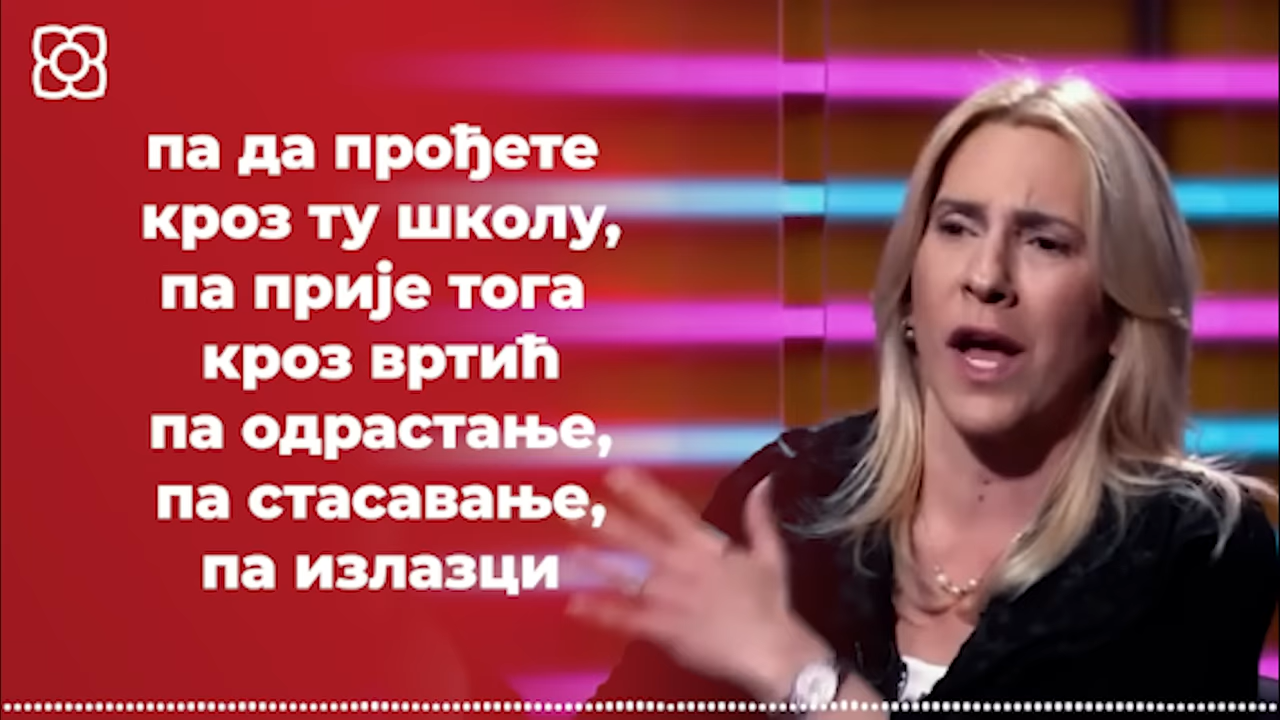 па да прођете
кроз ту школу,
па прије тога
кроз вртић
па одрастање,
па стасавање,
па излазци